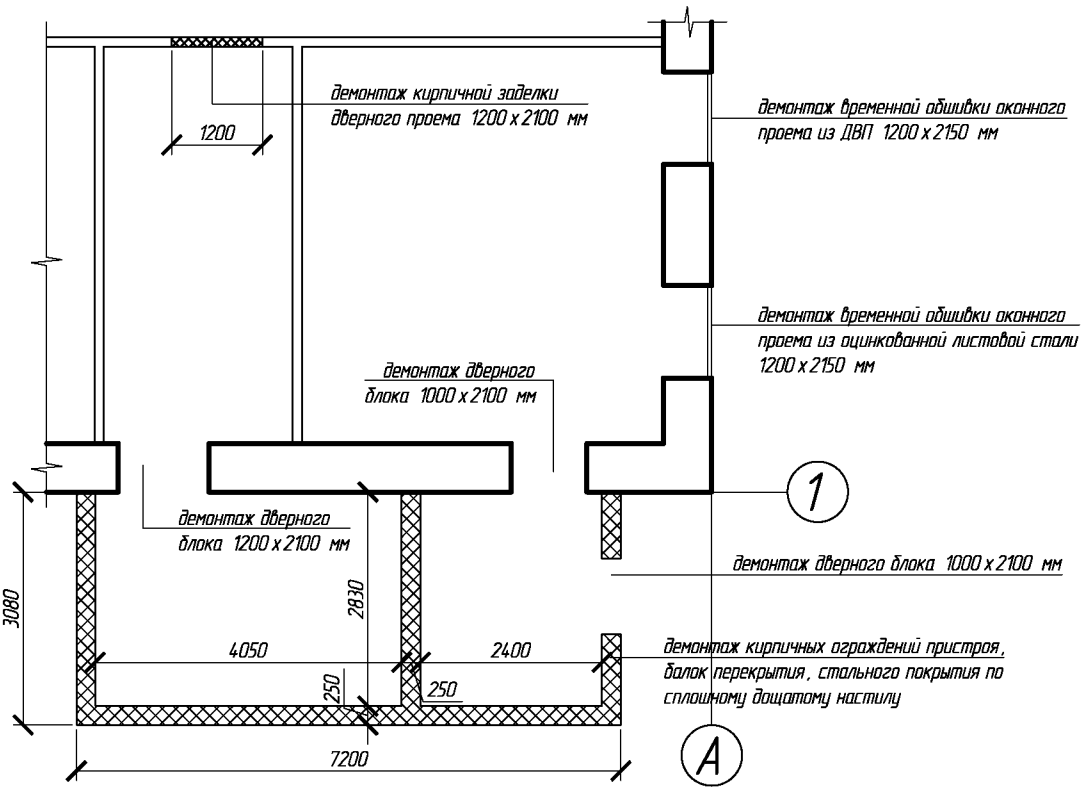 демонтаж кирпичной заделки
дверного проема 1200 х 2100 мм
1200
демонтаж временной обшивки оконного
проема из ДВП 1200 х 2150 мм
демонтаж временной обшивки оконного
проема из оцинкованной листовой стали
1200 х 2150 мм
демонтаж дверного
блока 1000 х 2100 мм
1
демонтаж дверного
блока 1200 х 2100 мм
демонтаж дверного блока 1000 х 2100 мм
3080
2830
4050
2400
демонтаж кирпичных ограждений пристроя,
балок перекрытия, стального покрытия по
сплошному дощатому настилу
250
250
7200
А